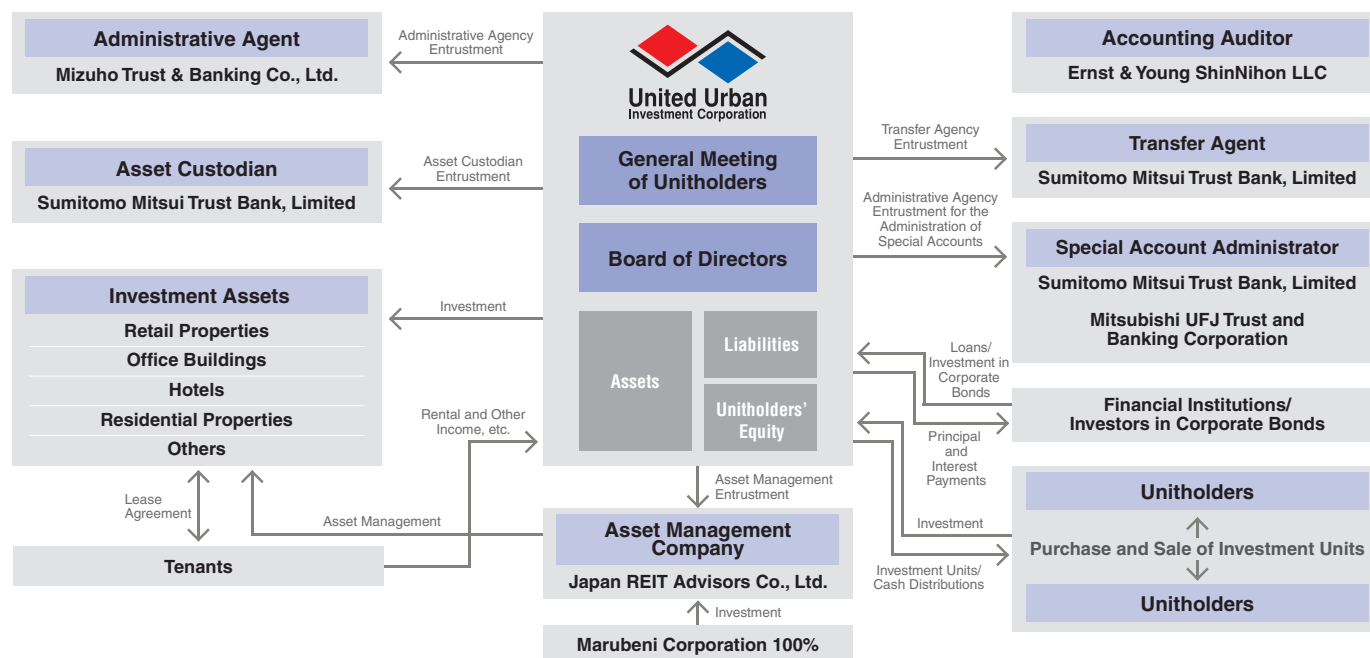 Administrative Agent
Mizuho Trust & Banking Co., Ltd.
Administrative Agency
Entrustment
Asset Custodian
Sumitomo Mitsui Trust Bank, Limited
Asset Custodian
Entrustment
Investment Assets
Retail Properties
Office Buildings
Hotels
Residential Properties
Others
Investment
Rental and Other
Income, etc.
Lease
Agreement
Asset Management
Tenants
United Urban
Investment Corporation
General Meeting
of Unitholders
Board of Directors
Assets
Liabilities
Unitholders'
Equity
Asset Management
Entrustment
Asset Management
Company
Japan REIT Advisors Co., Ltd.
Investment
Marubeni Corporation 100%
Accounting Auditor
Ernst & Young ShinNihon LLC
Transfer Agency
Entrustment
Transfer Agent
Sumitomo Mitsui Trust Bank, Limited
Administrative Agency
Entrustment for the
Administration of
Special Accounts
Special Account Administrator
Sumitomo Mitsui Trust Bank, Limited
Mitsubishi UFJ Trust and
Banking Corporation
Loans/
Investment in
Corporate
Bonds
Financial Institutions/
Investors in Corporate Bonds
Principal
and
Interest
Payments
Unitholders
Investment
Purchase and Sale of Investment Units
Investment Units/
Cash Distributions
Unitholders